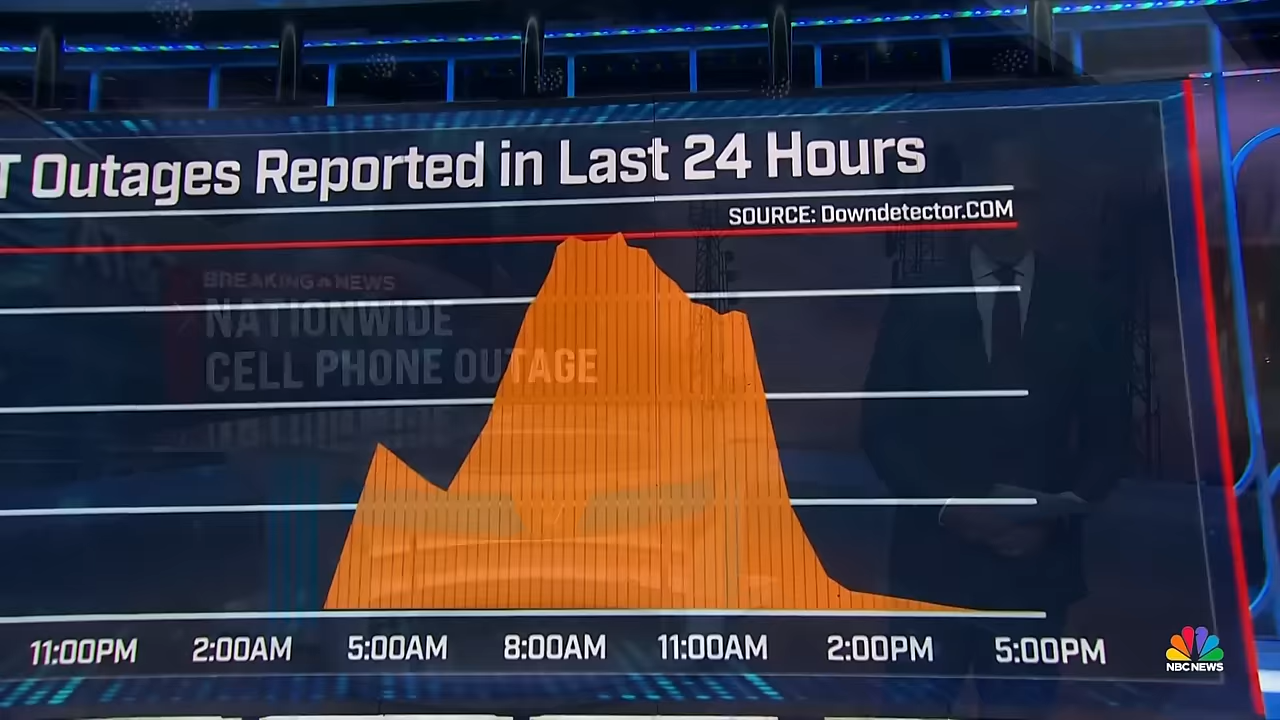 T Outages Reported in Last 24 Hours
SOURCE: Downdetector.COM
BREAKING NEWS
NATIONWIDE
CELL PHONE OUTAGE
11:00PM 2:00AM 5:00AM 8:00AM 11:00AM 2:00PM 5:00PM
NBC NEWS